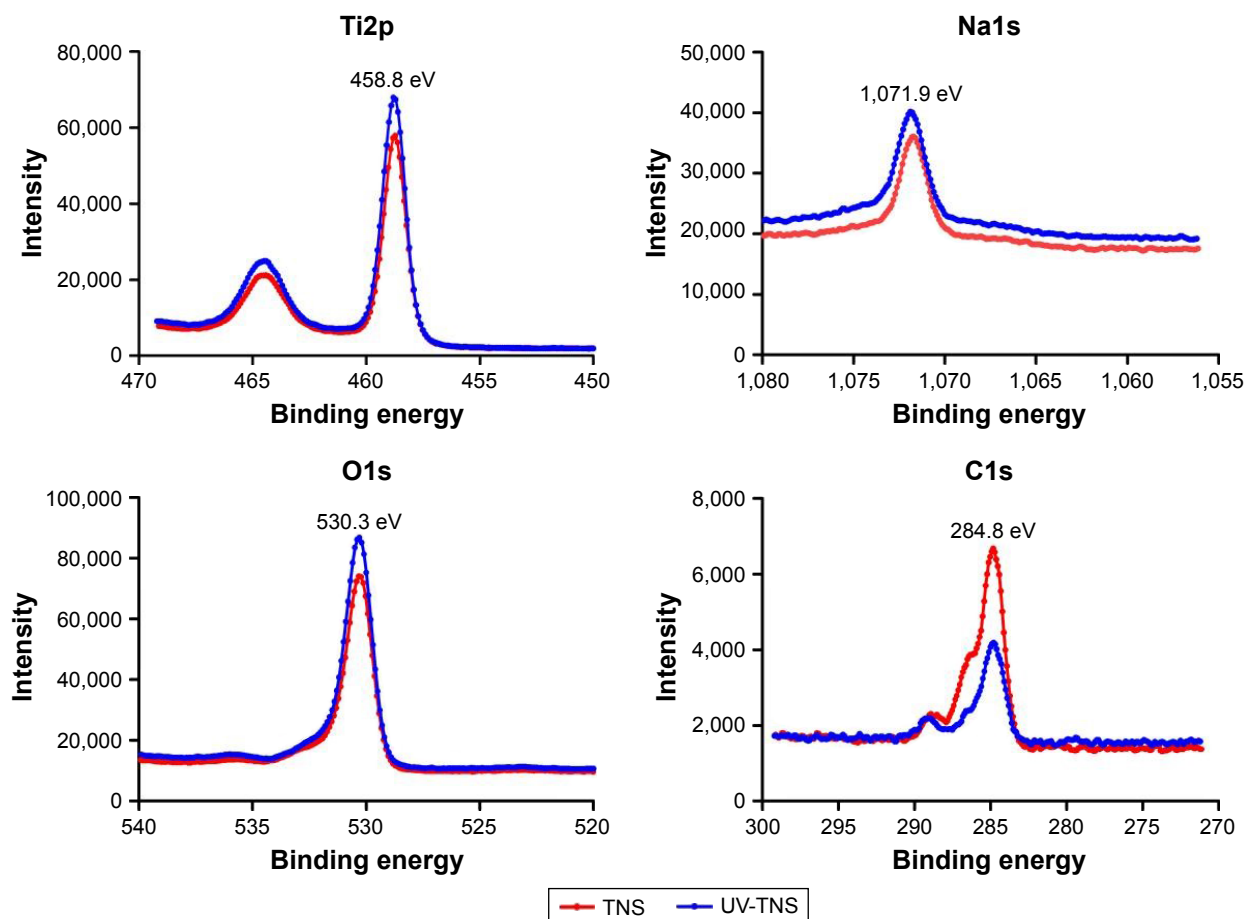 Ti2p
80,000
60,000
40,000
20,000
0
458.8 eV
Intensity
470 465 460 455 450
Binding energy
Na1s
50,000
40,000
30,000
20,000
10,000
0
1,071.9 eV
Intensity
1,080 1,075 1,070 1,065 1,060 1,055
Binding energy
O1s
100,000
80,000
60,000
40,000
20,000
0
530.3 eV
Intensity
540 535 530 525 520
Binding energy
C1s
8,000
6,000
4,000
2,000
0
284.8 eV
Intensity
300 295 290 285 280 275 270
Binding energy
TNS UV-TNS